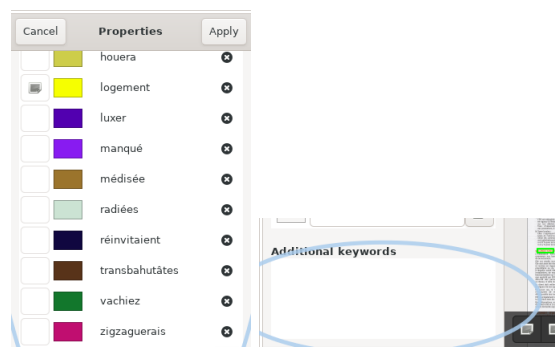 Cancel Properties Apply
houera
logement
luxer
manqué
médisée
radiées
réinvitaient
transbahutâtes
vachiez
zigzaguerais
Additional keywords